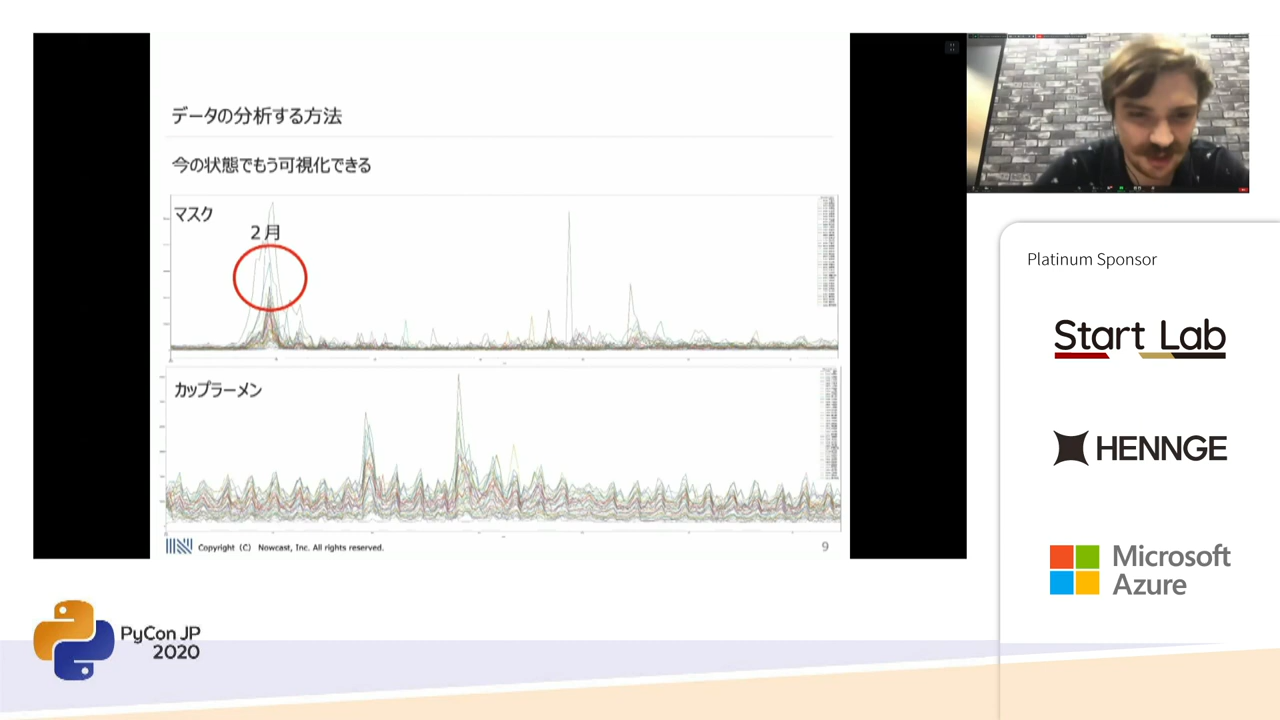 データの分析する方法
今の状態でもう可視化できる
マスク
２月
カップラーメン
Copyright（C） Nowcast, Inc. All rights reserved.
9
Platinum Sponsor
Start Lab
HENNGE
Microsoft
Azure
PyCon JP
2020